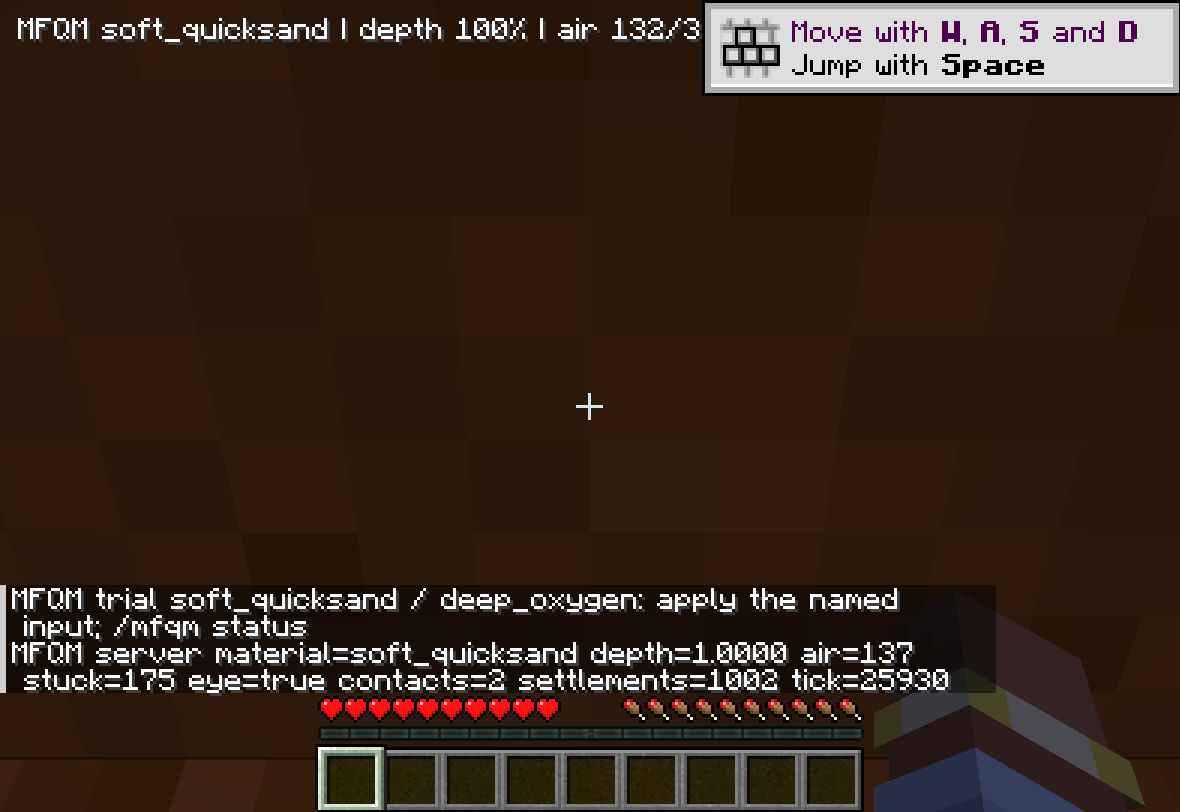 MFQM soft_quicksand | depth 100% | air 132/3
Move with W, A, S and D
Jump with Space
MFQM trial soft_quicksand / deep_oxygen: apply the named
input; /mfqm status
MFQM server material=soft_quicksand depth=1.0000 air=137
stuck=175 eye=true contacts=2 settlements=1002 tick=25930